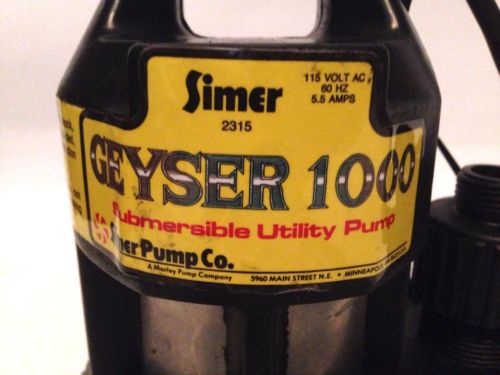 Simer
2315
115 VOLT AC
60 HZ
5.5 AMPS
GEYSER 1000
Submersible Utility Pump
Simer Pump Co.
A Marley Pump Company
5960 MAIN STREET N.E. • MINNEAPOLIS,